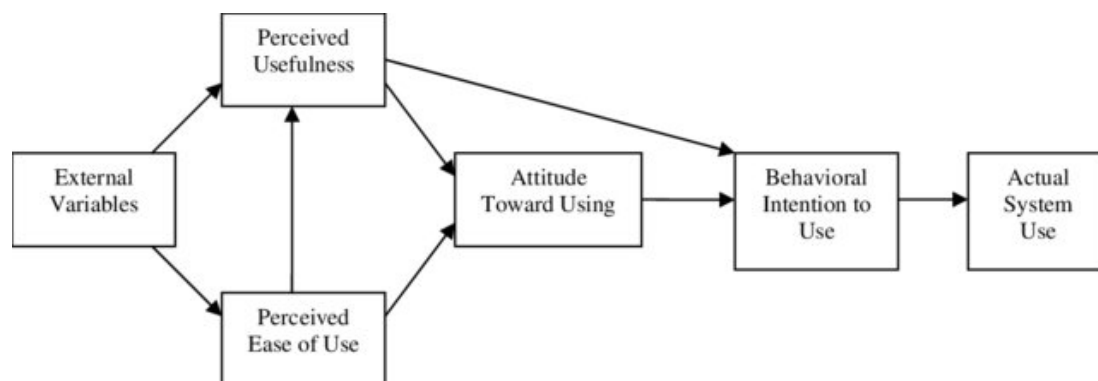 Perceived
Usefulness
External
Variables
Attitude
Toward Using
Behavioral
Intention to
Use
Actual
System
Use
Perceived
Ease of Use